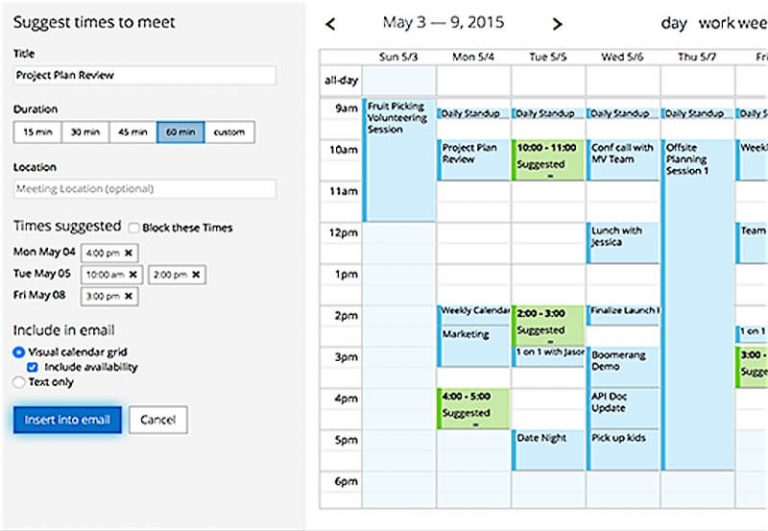 Suggest times to meet
Title
Project Plan Review
Duration
15 min 30 min 45 min 60 min custom
Location
Meeting Location (optional)
Times suggested Block these Times
Mon May 04 4:00 pm ✖
Tue May 05 10:00 am ✖ 2:00 pm ✖
Fri May 08 3:00 pm ✖
Include in email
Visual calendar grid
Include availability
Text only
Insert into email Cancel
< May 3 — 9, 2015 > day work wee
Sun 5/3 Mon 5/4 Tue 5/5 Wed 5/6 Thu 5/7 Fri
all-day
9am
Fruit Picking
Volunteering
Session
Daily Standup Daily Standup Daily Standup Daily Standup Daily S
10am
Project Plan
Review
10:00 - 11:00
Suggested
Conf call with
MV Team
Offsite
Planning
Session 1
Weekl
11am
12pm
Lunch with
Jessica
Team
1pm
2pm
Weekly Calendar
Marketing
2:00 - 3:00
Suggested
Finalize Launch
1 on 1
3pm
1 on 1 with Jason
Boomerang
Demo
3:00 -
Sugge
4pm
4:00 - 5:00
Suggested
API Doc
Update
5pm
Date Night
Pick up kids
6pm